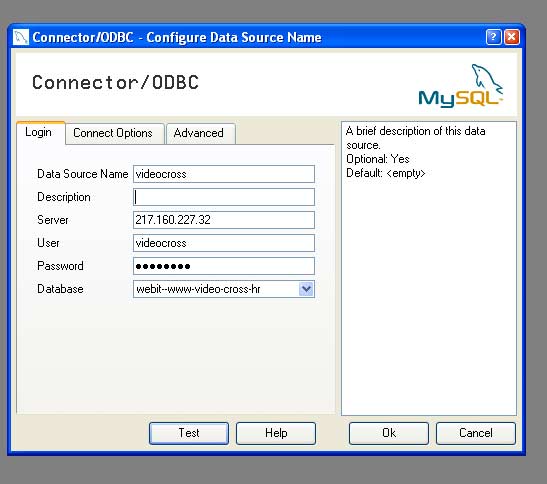 Connector/ODBC - Configure Data Source Name
?
Connector/ODBC
MySQL
Login
Connect Options
Advanced
Data Source Name videocross
Description
Server 217.160.227.32
User videocross
Password ●●●●●●●●
Database webit--www-video-cross-hr
A brief description of this data
source.
Optional: Yes
Default: <empty>
Test
Help
Ok
Cancel